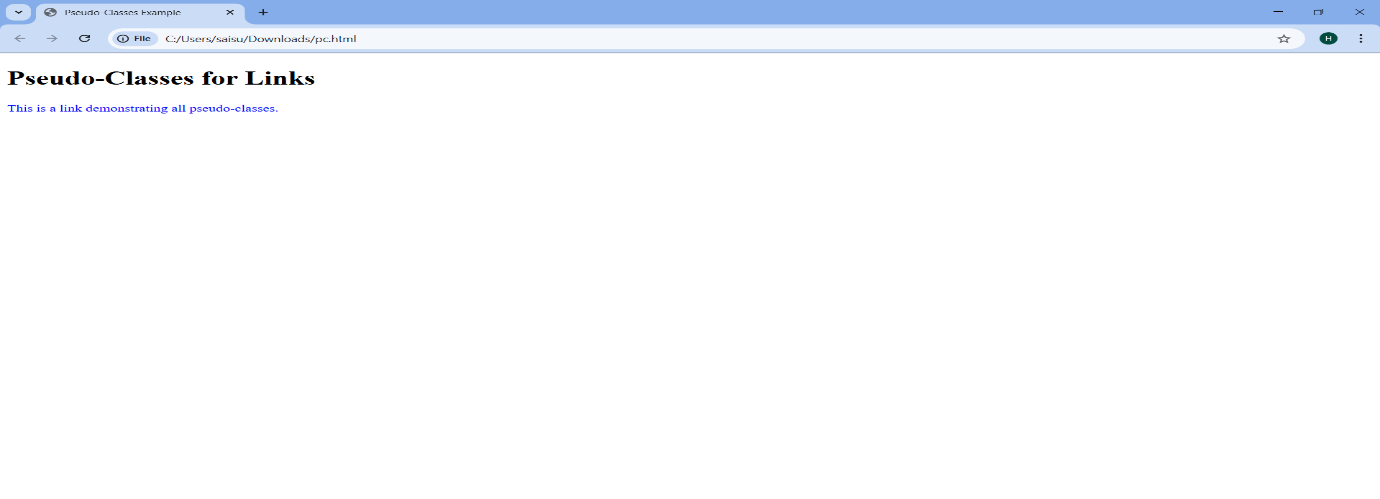 Pseudo-Classes Example
File C:/Users/saisu/Downloads/pc.html
H
Pseudo-Classes for Links
This is a link demonstrating all pseudo-classes.